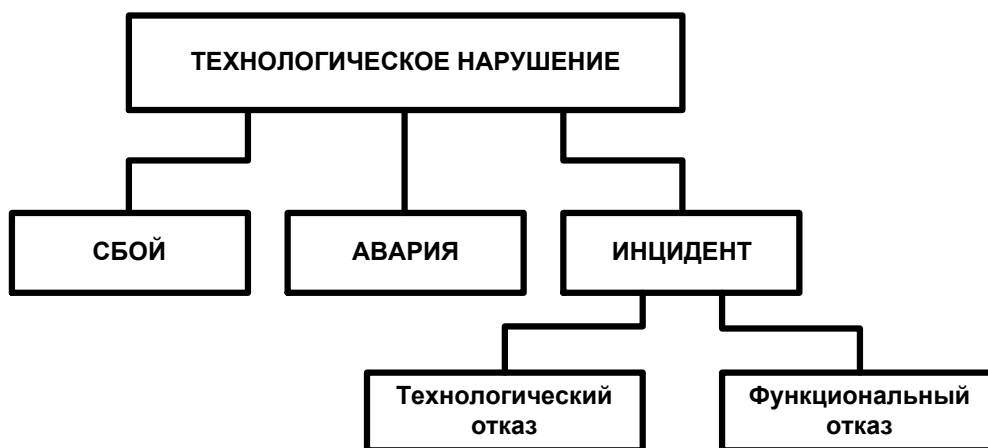 ТЕХНОЛОГИЧЕСКОЕ НАРУШЕНИЕ
СБОЙ
АВАРИЯ
ИНЦИДЕНТ
Технологический
отказ
Функциональный
отказ